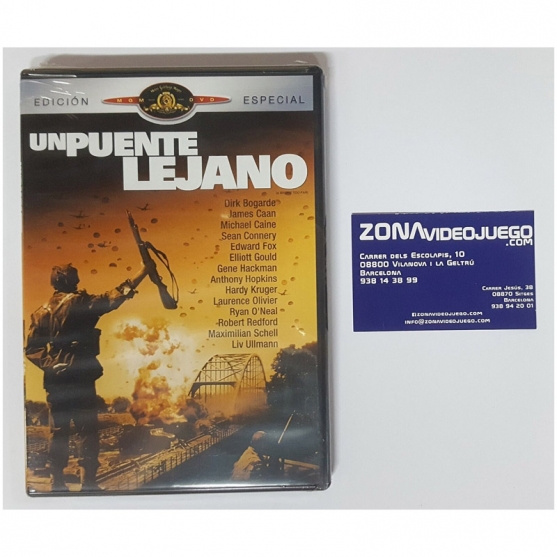 EDICIÓN MGM DVD ESPECIAL
UN PUENTE
LEJANO
Dirk Bogarde
James Caan
Michael Caine
Sean Connery
Edward Fox
Elliott Gould
Gene Hackman
Anthony Hopkins
Hardy Kruger
Laurence Olivier
Ryan O'Neal
Robert Redford
Maximilian Schell
Liv Ullmann
ZONAVIDEOJUEGO
.COM
CARRER DELS ESCOLAPIS, 10
08800 VILANOVA I LA GELTRÚ
BARCELONA
938 14 38 99
CARRER JESÚS, 38
08870 SITGES
BARCELONA
938 94 20 01
INFO@ZONAVIDEOJUEGO.COM